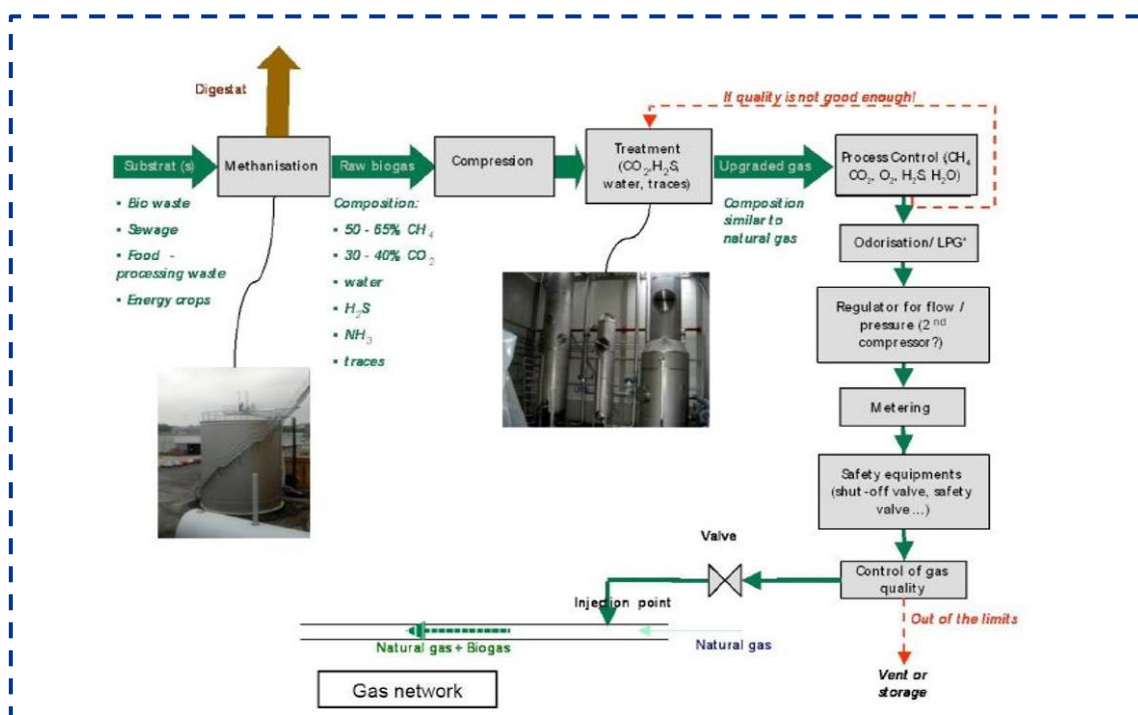 Digestat
If quality is not good enough!
Substrat (s)
Methanisation
Raw biogas
Compression
Treatment
(CO2,H2S,
water, traces)
Upgraded gas
Process Control (CH4
CO2, O2, H2S, H2O)
▪ Bio waste
▪ Sewage
▪ Food -
processing waste
▪ Energy crops
Composition:
▪ 50 - 65% CH4
▪ 30 - 40% CO2
▪ water
▪ H2S
▪ NH3
▪ traces
Composition
similar to
natural gas
Odorisation/ LPG*
Regulator for flow /
pressure (2nd
compressor?)
Metering
Safety equipments
(shut-off valve, safety
valve…)
Control of gas
quality
Valve
Injection point
Out of the limits
Natural gas + Biogas
Natural gas
Vent or
storage
Gas network